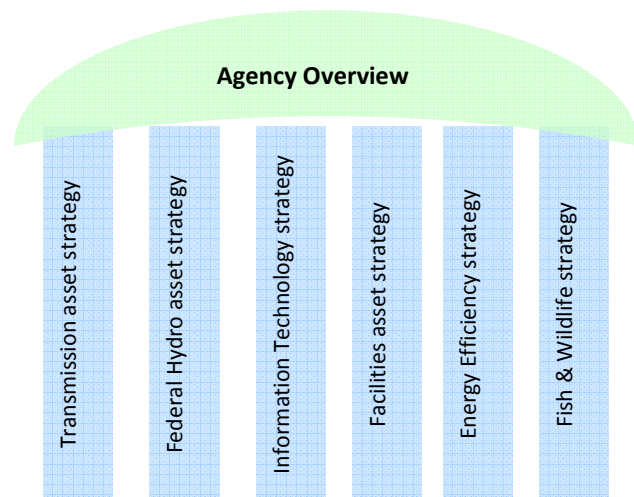 Agency Overview
Transmission asset strategy
Federal Hydro asset strategy
Information Technology strategy
Facilities asset strategy
Energy Efficiency strategy
Fish & Wildlife strategy